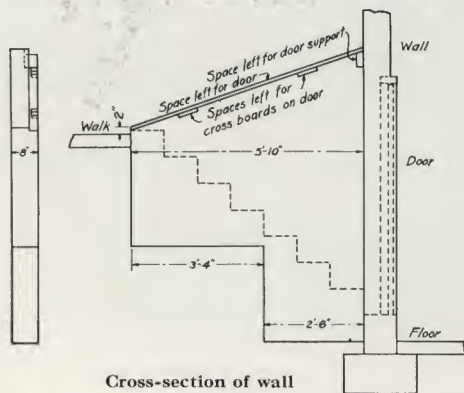 Space left for door support
Space left for door
Spaces left for
cross boards on door
Wall
2"
Walk
8"
5'-10"
Door
3'-4"
2'-6"
Floor
Cross-section of wall